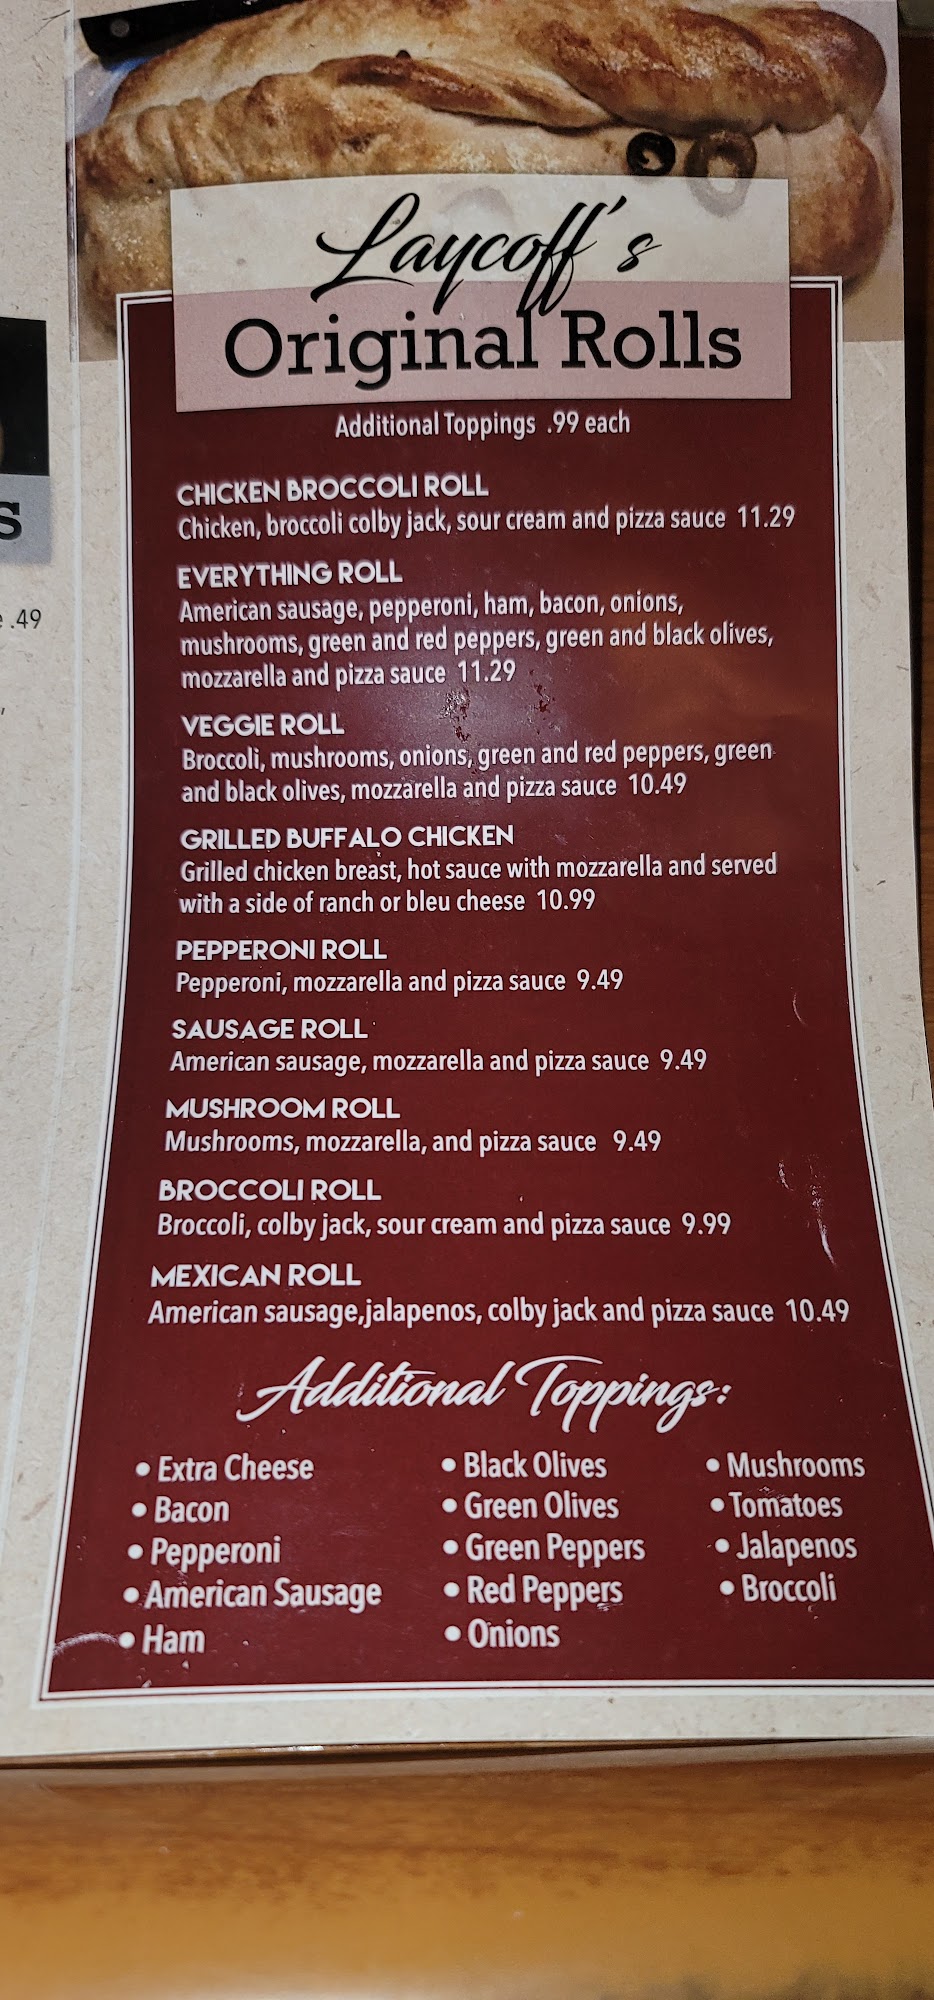 Laycoff's
Original Rolls
Additional Toppings .99 each
CHICKEN BROCCOLI ROLL
Chicken, broccoli colby jack, sour cream and pizza sauce 11.29
EVERYTHING ROLL
American sausage, pepperoni, ham, bacon, onions,
mushrooms, green and red peppers, green and black olives,
mozzarella and pizza sauce 11.29
VEGGIE ROLL
Broccoli, mushrooms, onions, green and red peppers, green
and black olives, mozzarella and pizza sauce 10.49
GRILLED BUFFALO CHICKEN
Grilled chicken breast, hot sauce with mozzarella and served
with a side of ranch or bleu cheese 10.99
PEPPERONI ROLL
Pepperoni, mozzarella and pizza sauce 9.49
SAUSAGE ROLL
American sausage, mozzarella and pizza sauce 9.49
MUSHROOM ROLL
Mushrooms, mozzarella, and pizza sauce 9.49
BROCCOLI ROLL
Broccoli, colby jack, sour cream and pizza sauce 9.99
MEXICAN ROLL
American sausage,jalapenos, colby jack and pizza sauce 10.49
Additional Toppings:
• Extra Cheese
• Bacon
• Pepperoni
• American Sausage
• Ham
• Black Olives
• Green Olives
• Green Peppers
• Red Peppers
• Onions
• Mushrooms
• Tomatoes
• Jalapenos
• Broccoli
S
.49